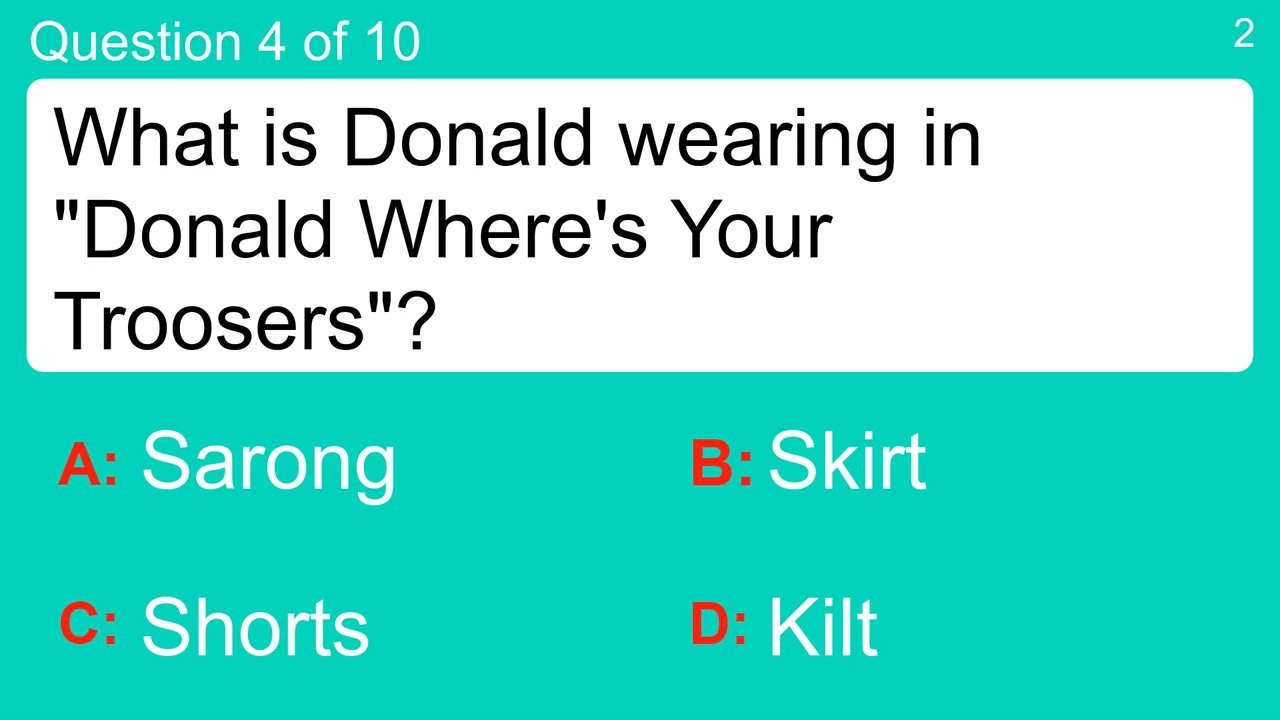 Question 4 of 10
2
What is Donald wearing in
"Donald Where's Your
Troosers"?
A: Sarong
B: Skirt
C: Shorts
D: Kilt